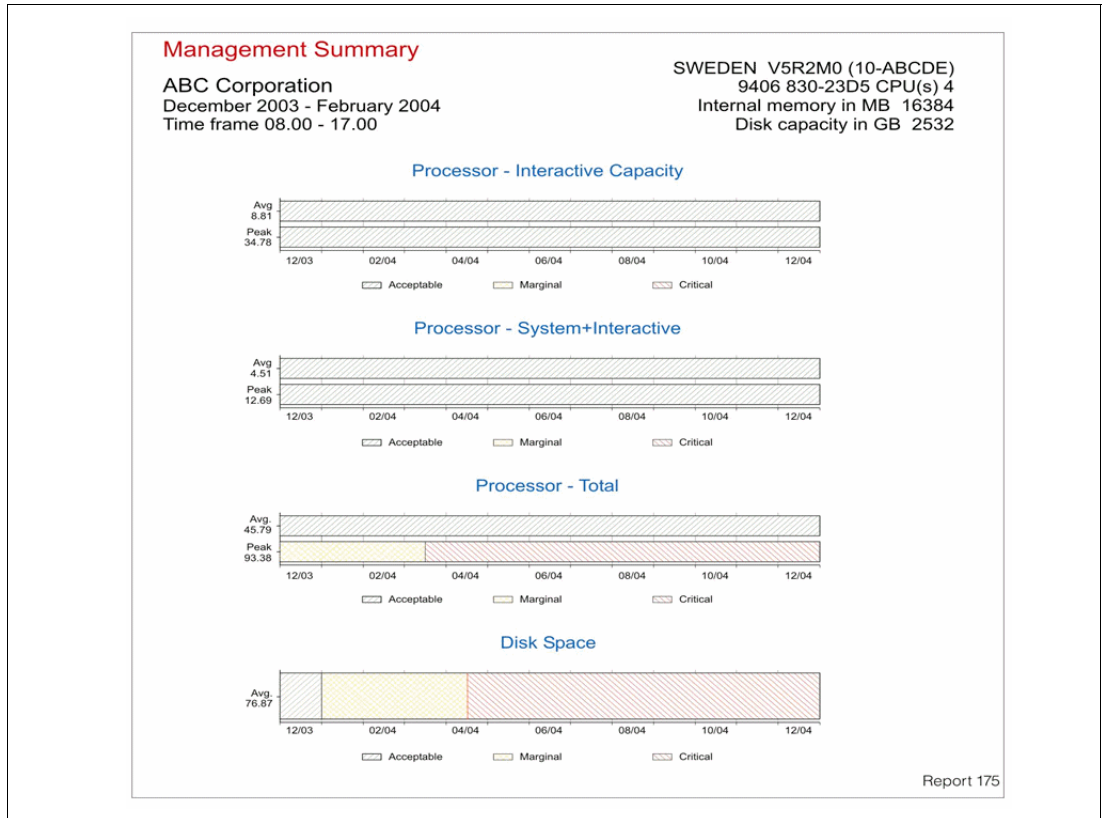 Management Summary
ABC Corporation
December 2003 - February 2004
Time frame 08.00 - 17.00
SWEDEN V5R2M0 (10-ABCDE)
9406 830-23D5 CPU(s) 4
Internal memory in MB 16384
Disk capacity in GB 2532
Processor - Interactive Capacity
Avg
8.81
Peak
34.78
12/03 02/04 04/04 06/04 08/04 10/04 12/04
Acceptable Marginal Critical
Processor - System+Interactive
Avg
4.51
Peak
12.69
12/03 02/04 04/04 06/04 08/04 10/04 12/04
Acceptable Marginal Critical
Processor - Total
Avg.
45.79
Peak
93.38
12/03 02/04 04/04 06/04 08/04 10/04 12/04
Acceptable Marginal Critical
Disk Space
Avg.
76.87
12/03 02/04 04/04 06/04 08/04 10/04 12/04
Acceptable Marginal Critical
Report 175